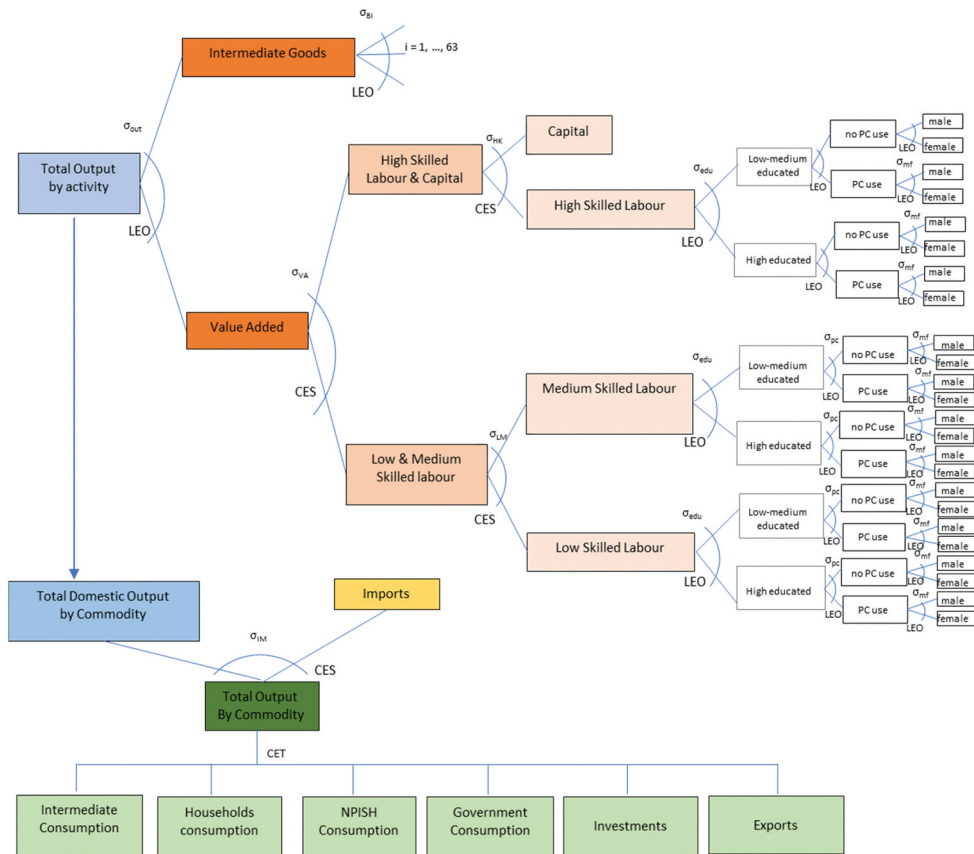 σBI
Intermediate Goods
i = 1, ..., 63
LEO
σout
Total Output
by activity
LEO
High Skilled
Labour & Capital
σHK
CES
Capital
High Skilled Labour
σedu
LEO
Low-medium
educated
LEO
no PC use
LEO
male
female
PC use
σmf
LEO
male
female
High educated
LEO
no PC use
σmf
LEO
male
female
PC use
σmf
LEO
male
female
σVA
Value Added
CES
Low & Medium
Skilled labour
σLM
CES
Medium Skilled Labour
σedu
LEO
Low-medium
educated
σpc
LEO
no PC use
σmf
LEO
male
female
PC use
σmf
LEO
male
female
High educated
σpc
LEO
no PC use
σmf
LEO
male
female
PC use
σmf
LEO
male
female
Low Skilled Labour
σedu
LEO
Low-medium
educated
σpc
LEO
no PC use
σmf
LEO
male
female
PC use
σmf
LEO
male
female
High educated
σpc
LEO
no PC use
σmf
LEO
male
female
PC use
σmf
LEO
male
female
Total Domestic Output
by Commodity
Imports
σIM
CES
Total Output
By Commodity
CET
Intermediate
Consumption
Households
consumption
NPISH
Consumption
Government
Consumption
Investments
Exports